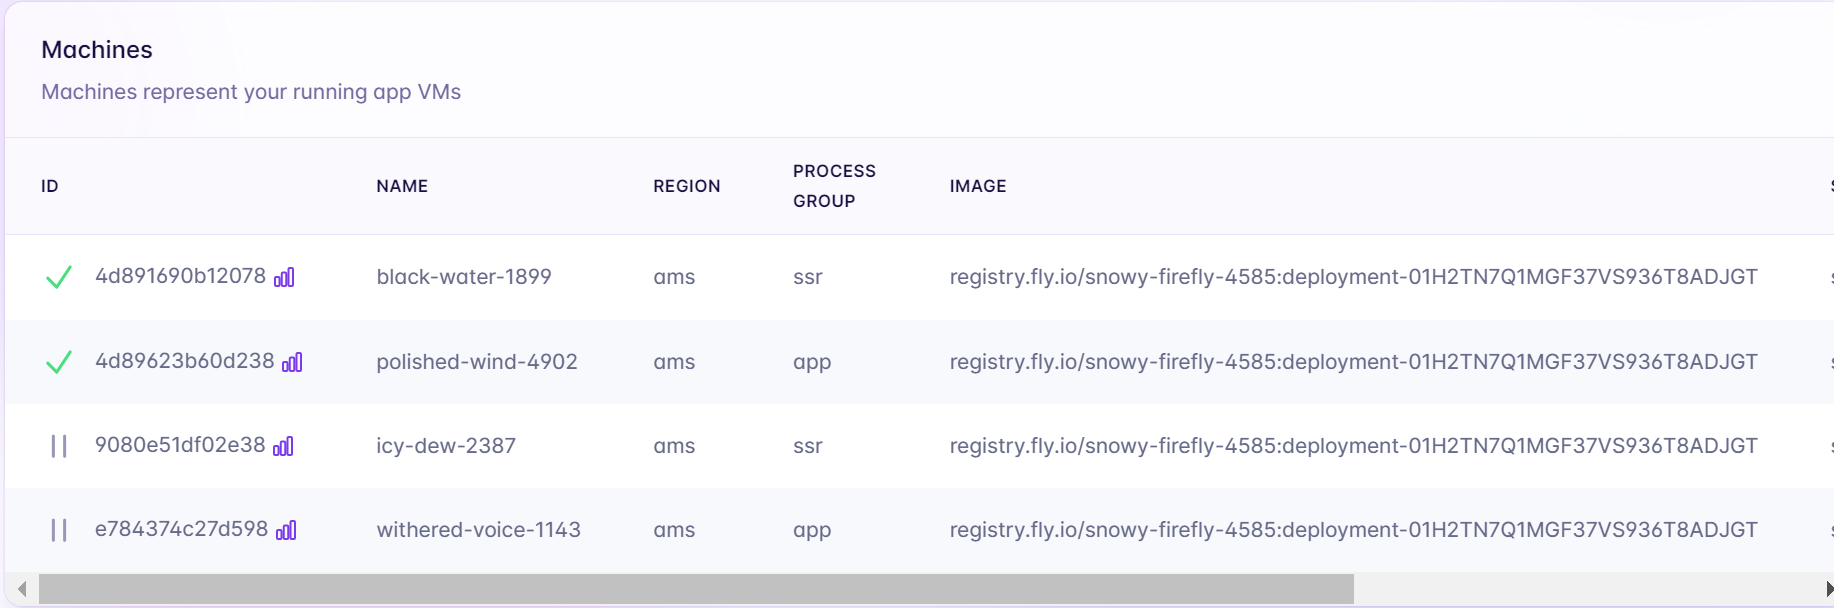 Machines
Machines represent your running app VMs
ID NAME REGION PROCESS GROUP IMAGE
4d891690b12078 black-water-1899 ams ssr registry.fly.io/snowy-firefly-4585:deployment-01H2TN7Q1MGF37VS936T8ADJGT
4d89623b60d238 polished-wind-4902 ams app registry.fly.io/snowy-firefly-4585:deployment-01H2TN7Q1MGF37VS936T8ADJGT
9080e51df02e38 icy-dew-2387 ams ssr registry.fly.io/snowy-firefly-4585:deployment-01H2TN7Q1MGF37VS936T8ADJGT
e784374c27d598 withered-voice-1143 ams app registry.fly.io/snowy-firefly-4585:deployment-01H2TN7Q1MGF37VS936T8ADJGT